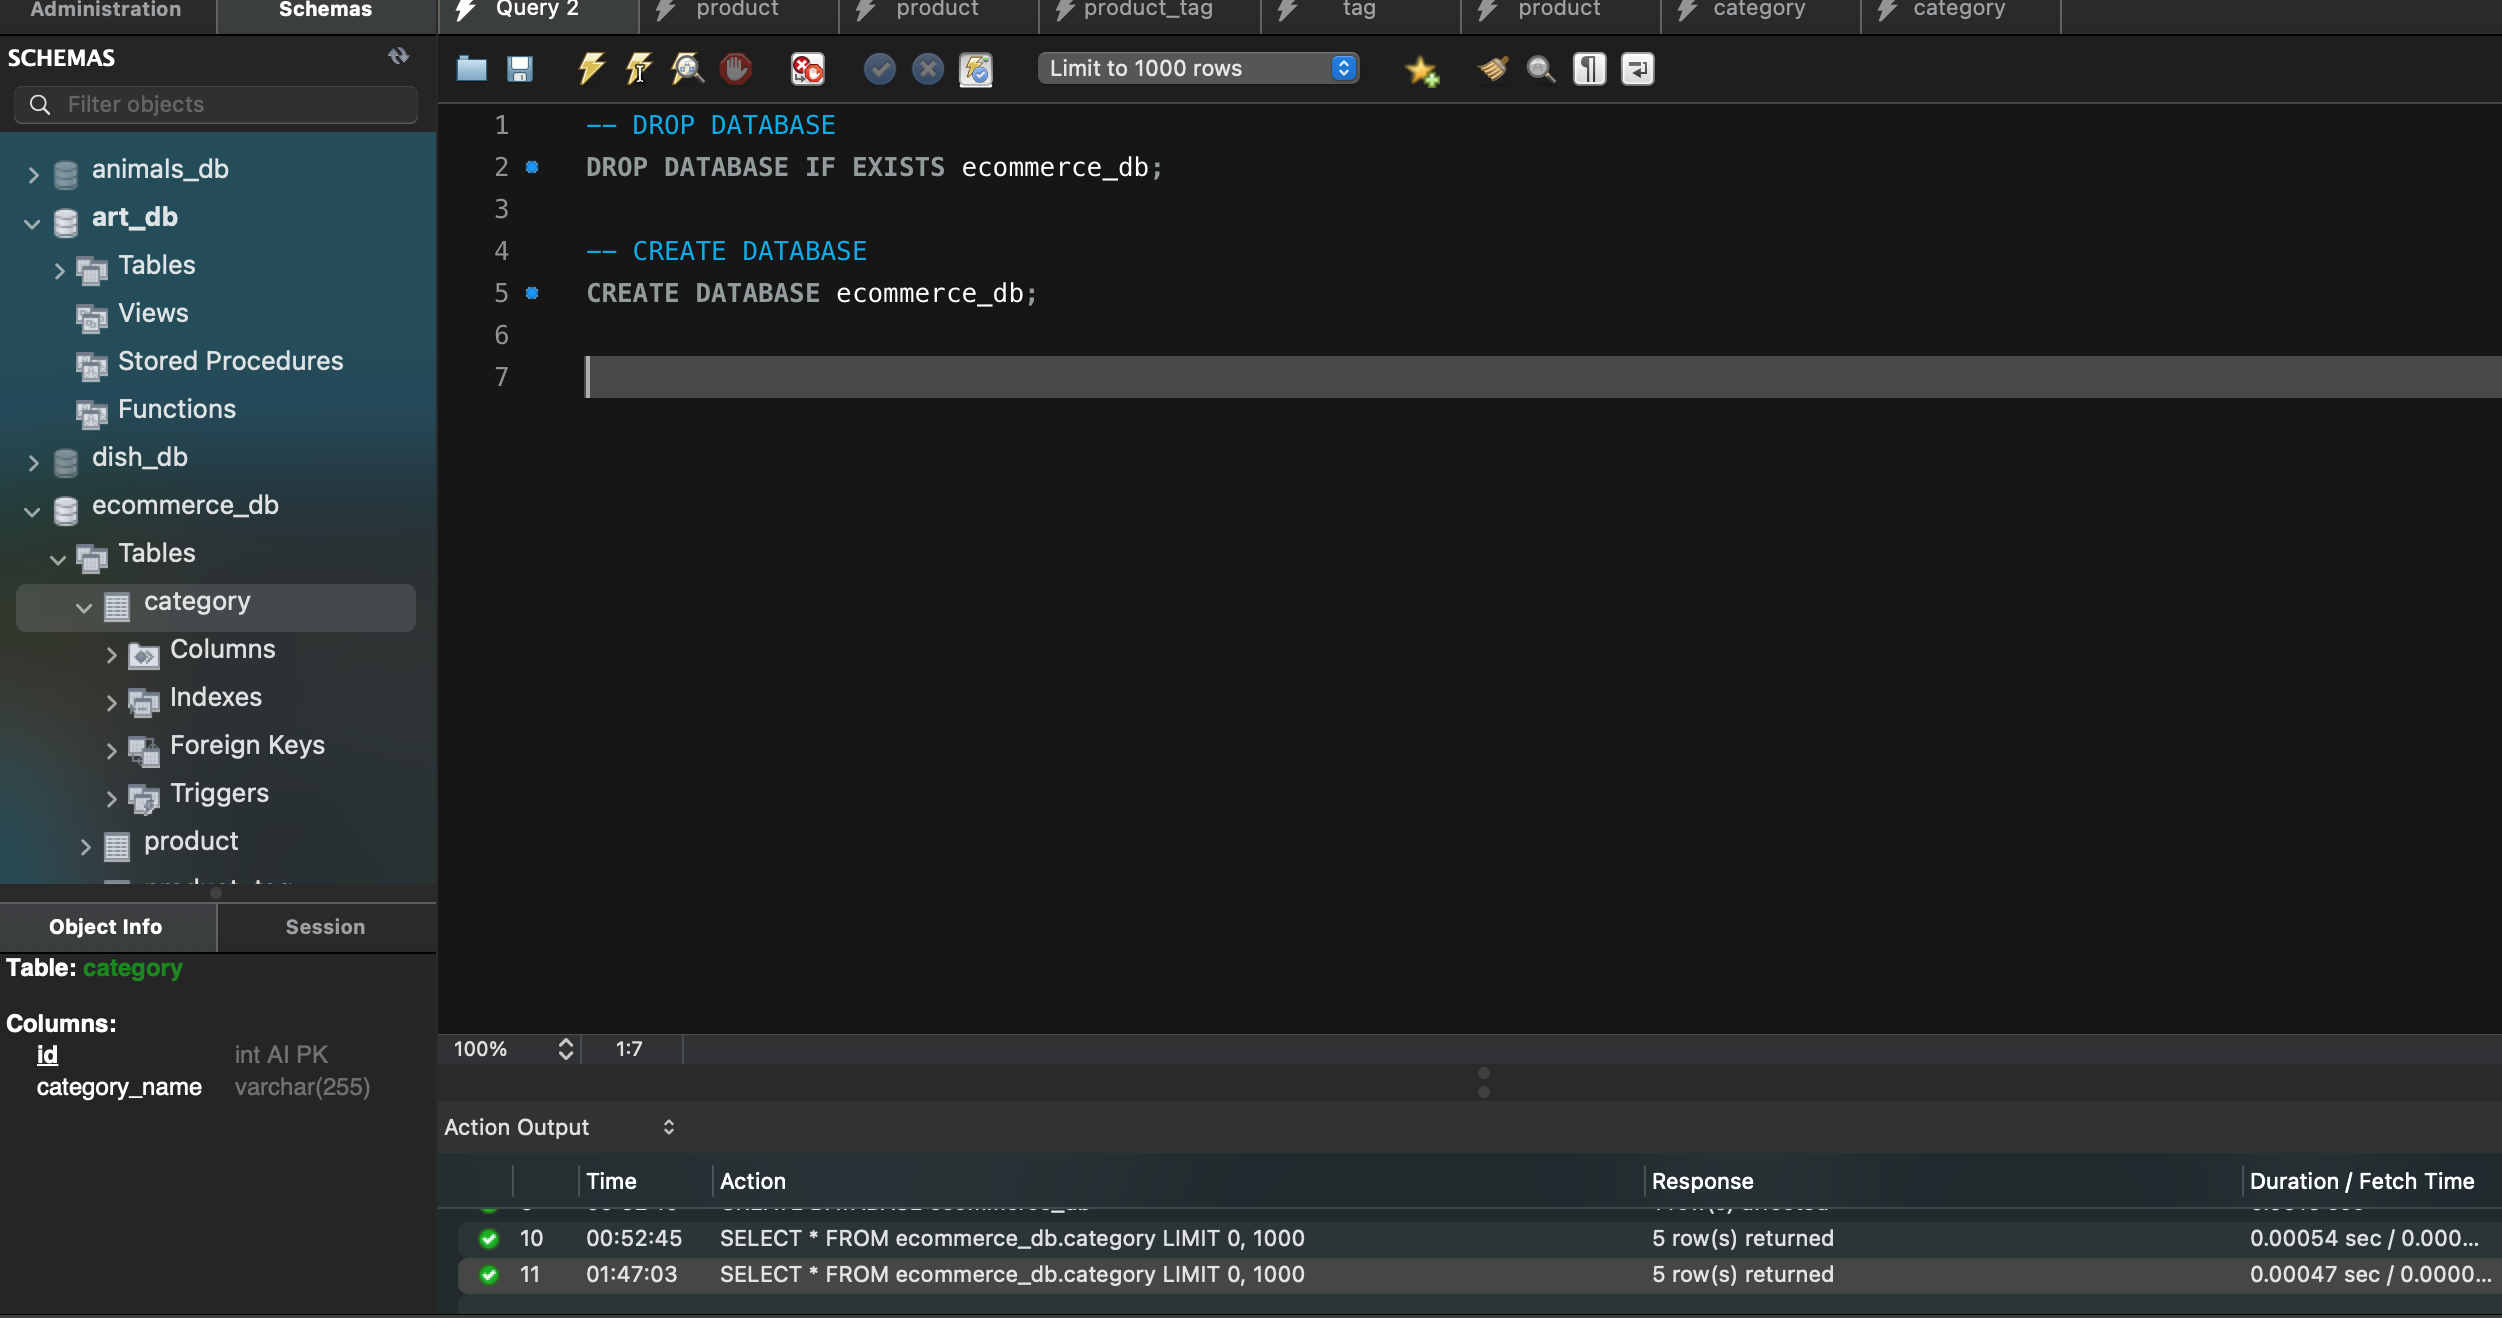 Administration
Schemas
Query 2
product
product
product_tag
tag
product
category
category
SCHEMAS
Filter objects
Limit to 1000 rows
animals_db
art_db
Tables
Views
Stored Procedures
Functions
dish_db
ecommerce_db
Tables
category
Columns
Indexes
Foreign Keys
Triggers
product
1 -- DROP DATABASE
2 DROP DATABASE IF EXISTS ecommerce_db;
3
4 -- CREATE DATABASE
5 CREATE DATABASE ecommerce_db;
6
7
Object Info
Session
Table: category
Columns:
id int AI PK
category_name varchar(255)
100% 1:7
Action Output
Time Action Response Duration / Fetch Time
10 00:52:45 SELECT * FROM ecommerce_db.category LIMIT 0, 1000 5 row(s) returned 0.00054 sec / 0.000...
11 01:47:03 SELECT * FROM ecommerce_db.category LIMIT 0, 1000 5 row(s) returned 0.00047 sec / 0.0000...